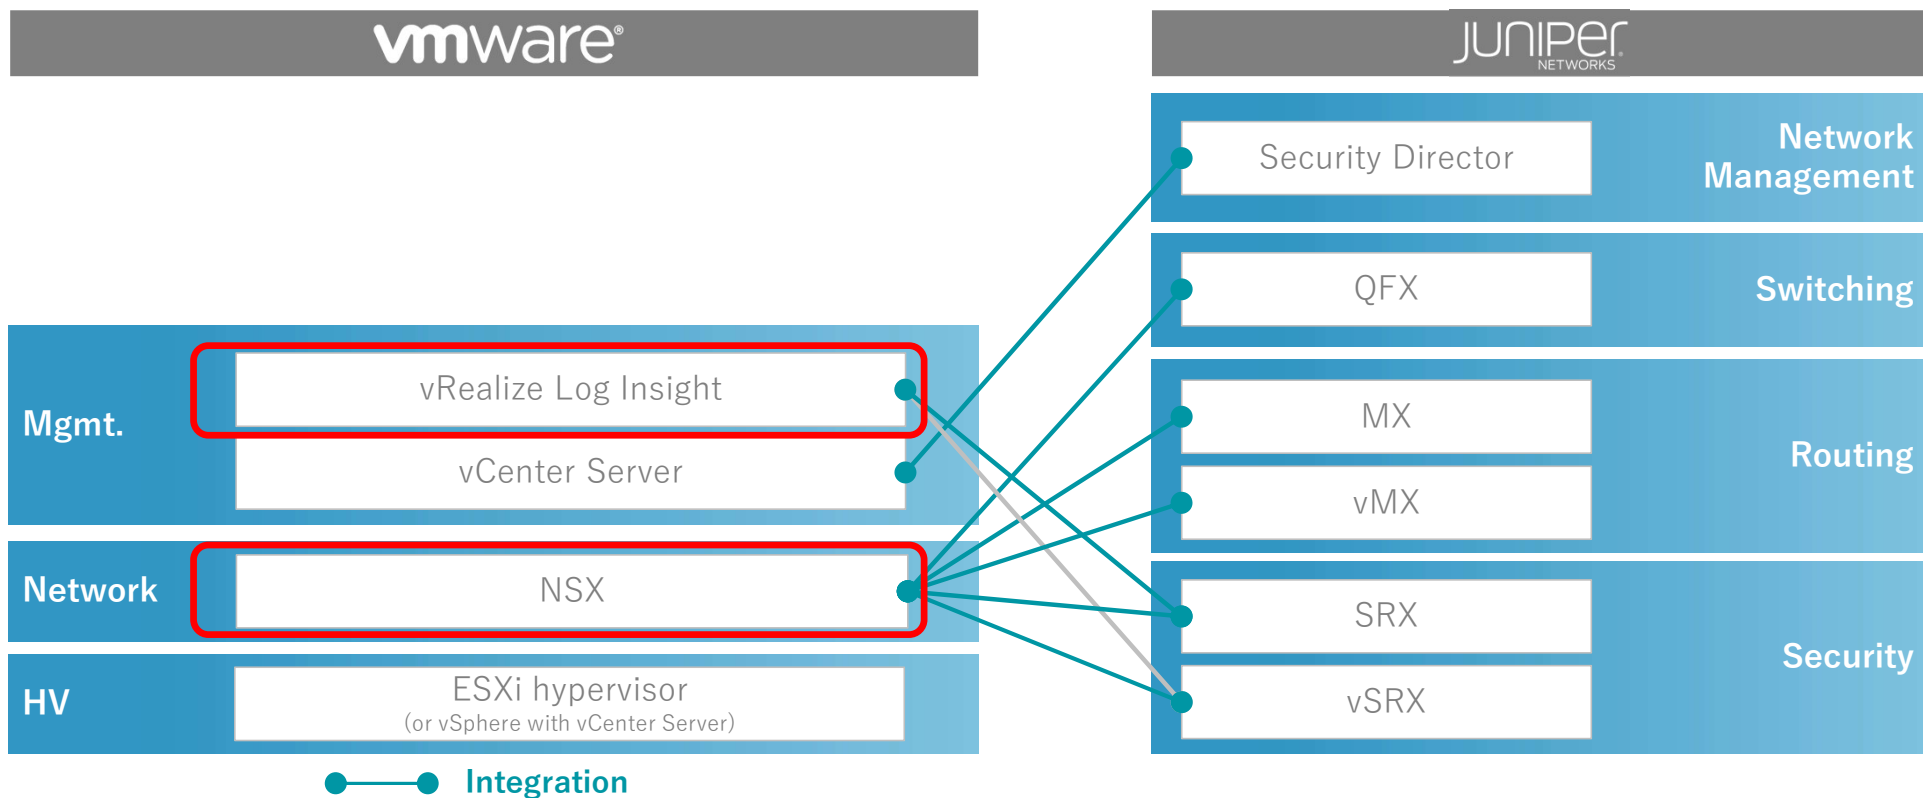 vmware®
JUNIPER
NETWORKS
Mgmt.
vRealize Log Insight
vCenter Server
Network
NSX
HV
ESXi hypervisor
(or vSphere with vCenter Server)
Integration
Security Director
Network
Management
QFX
Switching
MX
vMX
Routing
SRX
vSRX
Security